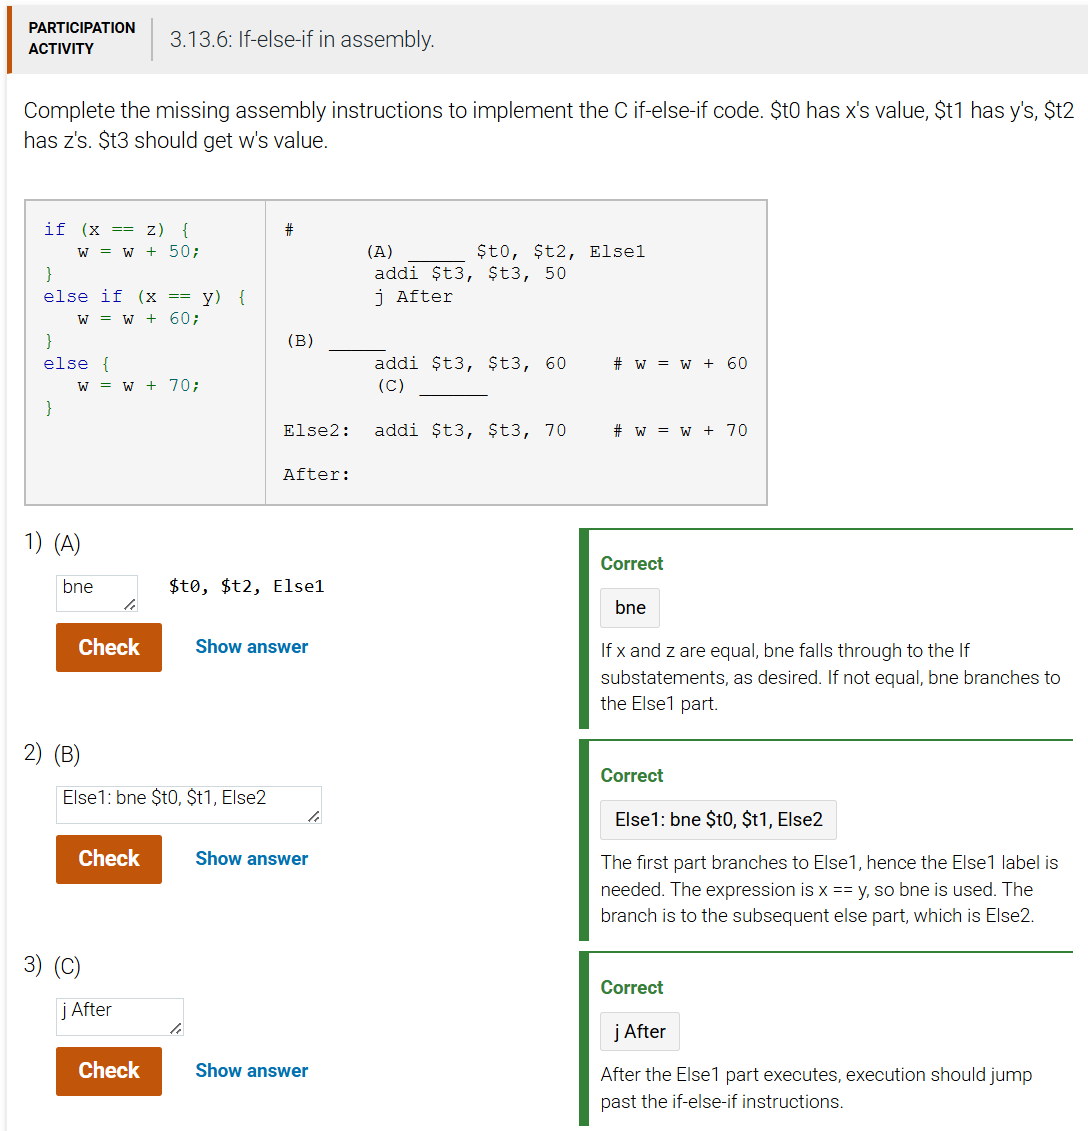 PARTICIPATION
ACTIVITY
3.13.6: If-else-if in assembly.
Complete the missing assembly instructions to implement the C if-else-if code. $t0 has x's value, $t1 has y's, $t2
has z's. $t3 should get w's value.
if (x == z) {
   w = w + 50;
}
else if (x == y) {
   w = w + 60;
}
else {
   w = w + 70;
}
#
(A) _____ $t0, $t2, Else1
addi $t3, $t3, 50
j After
(B) _____
addi $t3, $t3, 60    # w = w + 60
(C) ______
Else2:  addi $t3, $t3, 70    # w = w + 70
After:
1) (A)
bne $t0, $t2, Else1
Check Show answer
Correct
bne
If x and z are equal, bne falls through to the If
substatements, as desired. If not equal, bne branches to
the Else1 part.
2) (B)
Else1: bne $t0, $t1, Else2
Check Show answer
Correct
Else1: bne $t0, $t1, Else2
The first part branches to Else1, hence the Else1 label is
needed. The expression is x == y, so bne is used. The
branch is to the subsequent else part, which is Else2.
3) (C)
j After
Check Show answer
Correct
j After
After the Else1 part executes, execution should jump
past the if-else-if instructions.